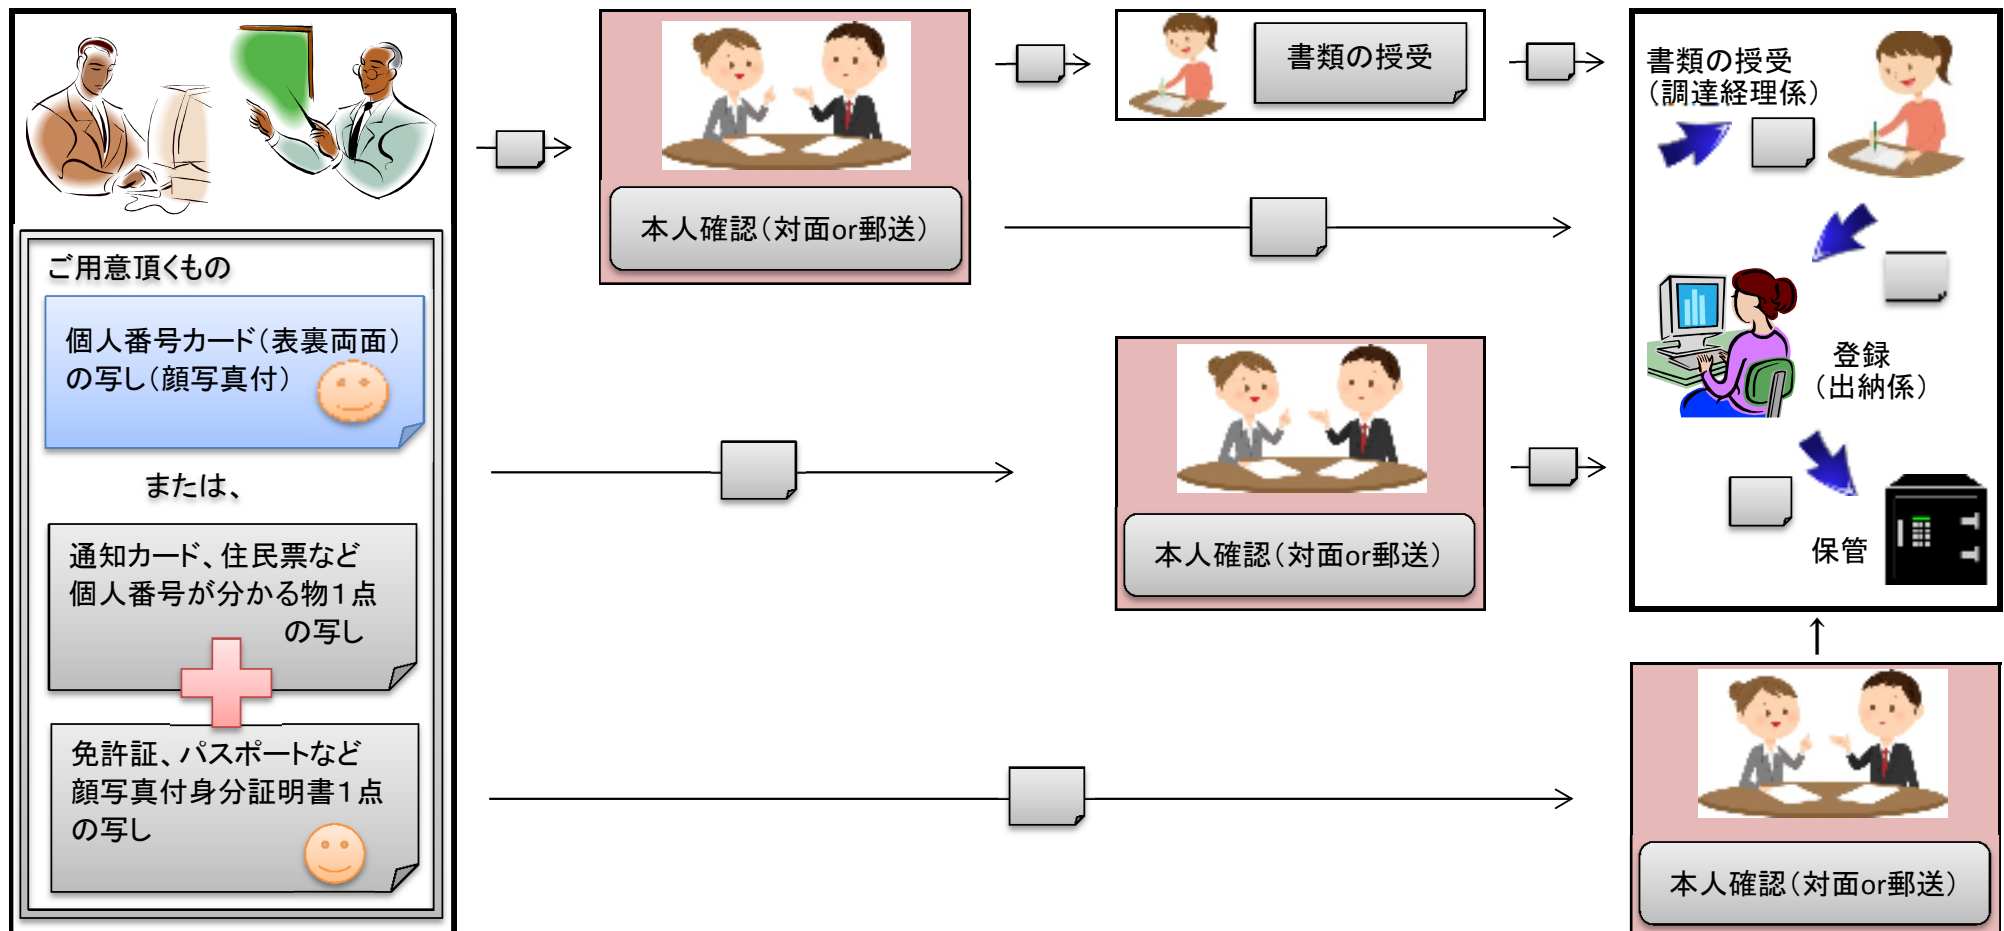 ご用意頂くもの
個人番号カード（表裏両面）
の写し（顔写真付）
または、
通知カード、住民票など
個人番号が分かる物１点
の写し
免許証、パスポートなど
顔写真付身分証明書１点
の写し
本人確認（対面or郵送）
書類の授受
本人確認（対面or郵送）
書類の授受
（調達経理係）
登録
（出納係）
保管
↑
本人確認（対面or郵送）